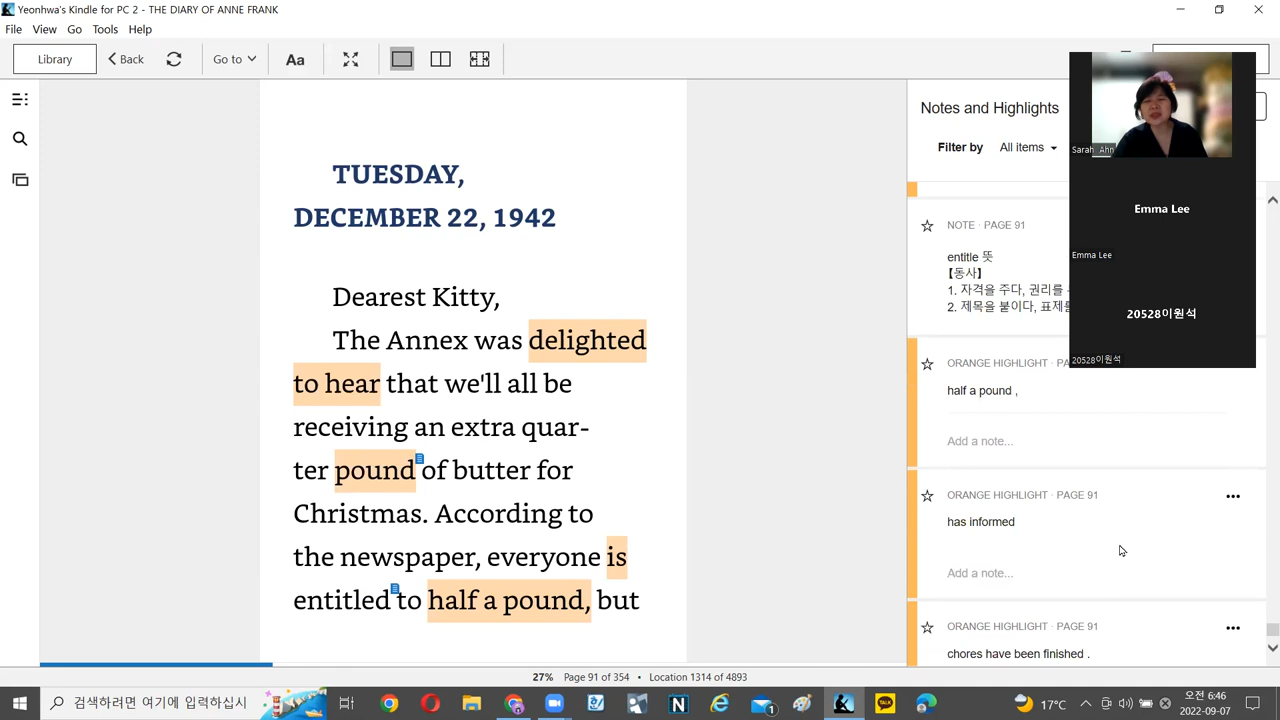 Yeonhwa's Kindle for PC 2 - THE DIARY OF ANNE FRANK
File View Go Tools Help
Library
Back
Go to
Aa
TUESDAY,
DECEMBER 22, 1942
Dearest Kitty,
The Annex was delighted
to hear that we'll all be
receiving an extra quar-
ter pound of butter for
Christmas. According to
the newspaper, everyone is
entitled to half a pound, but
Notes and Highlights
Filter by All items
NOTE · PAGE 91
entitle 뜻
【동사】
1. 자격을 주다, 권리를
2. 제목을 붙이다, 표제를
ORANGE HIGHLIGHT · PA
half a pound ,
Add a note...
ORANGE HIGHLIGHT · PAGE 91
has informed
Add a note...
ORANGE HIGHLIGHT · PAGE 91
chores have been finished .
Sarah Ahn
Emma Lee
Emma Lee
20528이원석
20528이원석
27% Page 91 of 354 • Location 1314 of 4893
검색하려면 여기에 입력하십시
N
TALK
1
17°C
오전 6:46
2022-09-07